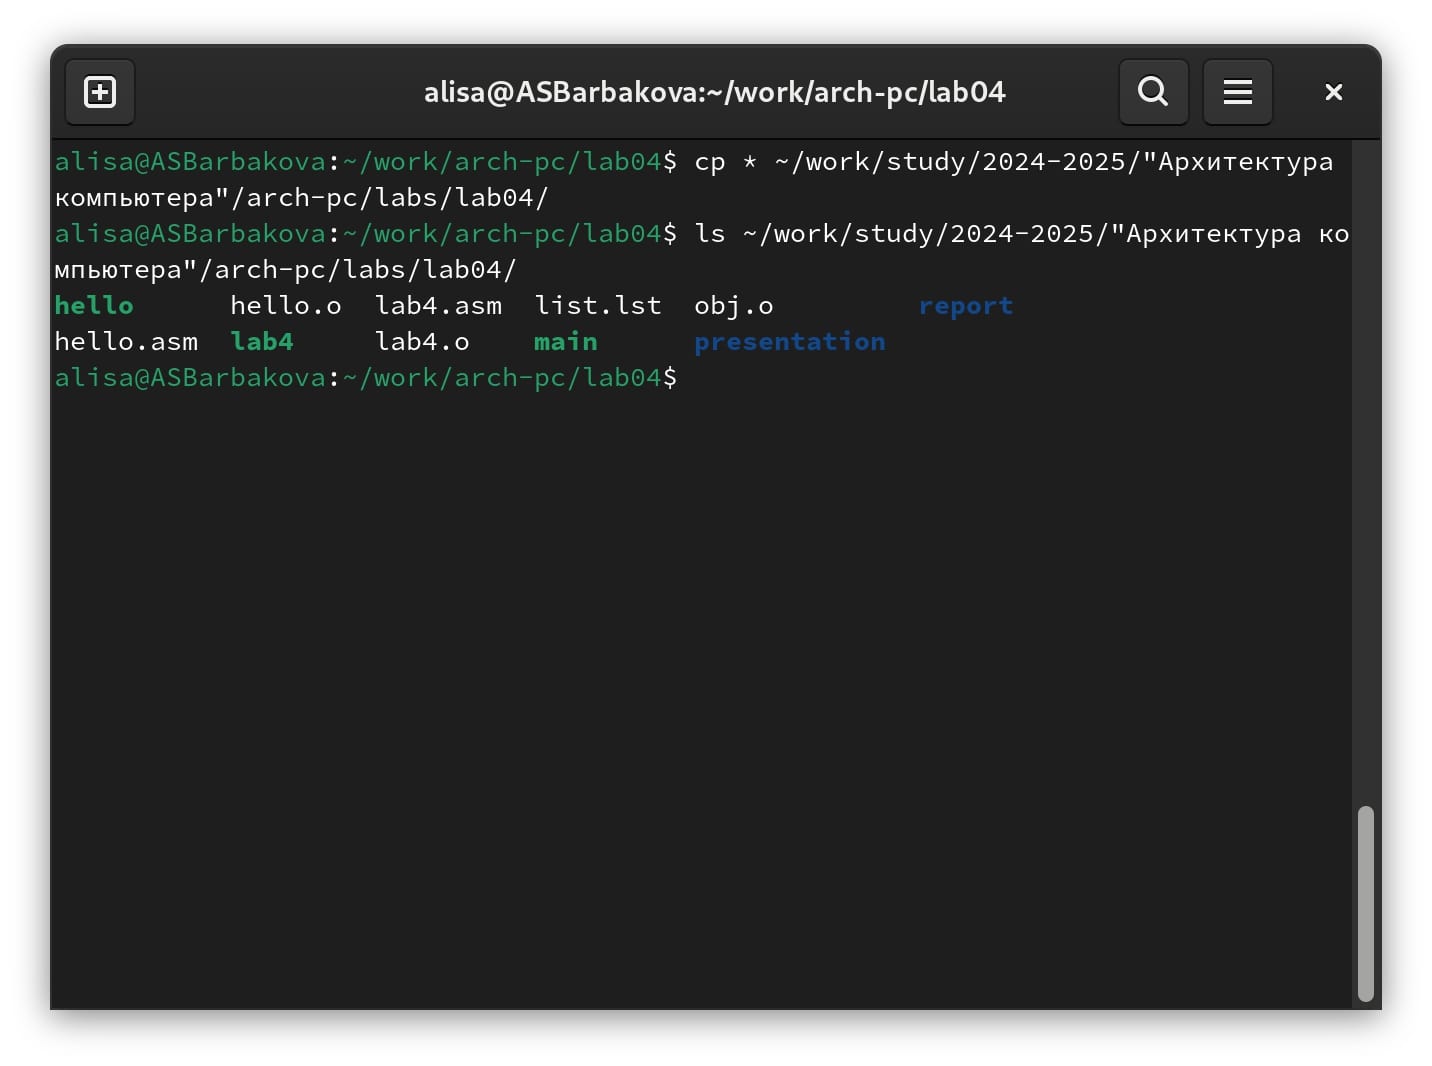 alisa@ASBarbakova:~/work/arch-pc/lab04
alisa@ASBarbakova:~/work/arch-pc/lab04$ cp * ~/work/study/2024-2025/"Архитектура
компьютера"/arch-pc/labs/lab04/
alisa@ASBarbakova:~/work/arch-pc/lab04$ ls ~/work/study/2024-2025/"Архитектура ко
мпьютера"/arch-pc/labs/lab04/
hello      hello.o  lab4.asm  list.lst  obj.o         report
hello.asm  lab4     lab4.o    main      presentation
alisa@ASBarbakova:~/work/arch-pc/lab04$